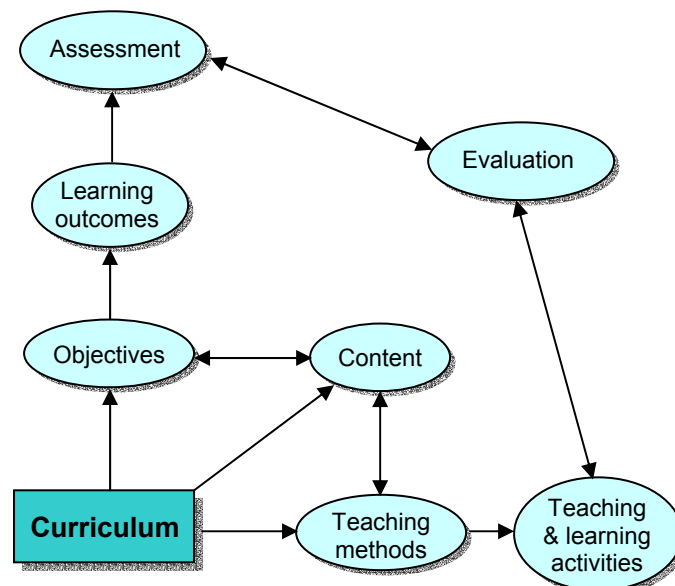 Assessment
Evaluation
Learning
outcomes
Objectives
Content
Curriculum
Teaching
methods
Teaching
& learning
activities